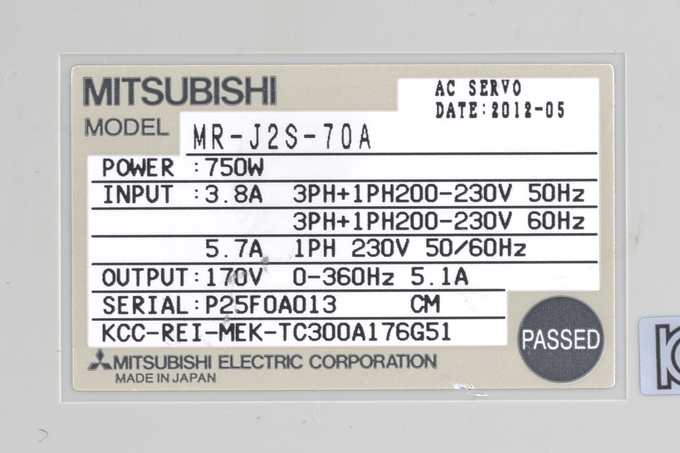 MITSUBISHI
AC SERVO
DATE:2012-05
MODEL MR-J2S-70A
POWER :750W
INPUT :3.8A 3PH+1PH200-230V 50Hz
3PH+1PH200-230V 60Hz
5.7A 1PH 230V 50/60Hz
OUTPUT:170V 0-360Hz 5.1A
SERIAL:P25F0A013 CM
KCC-REI-MEK-TC300A176G51
PASSED
MITSUBISHI ELECTRIC CORPORATION
MADE IN JAPAN